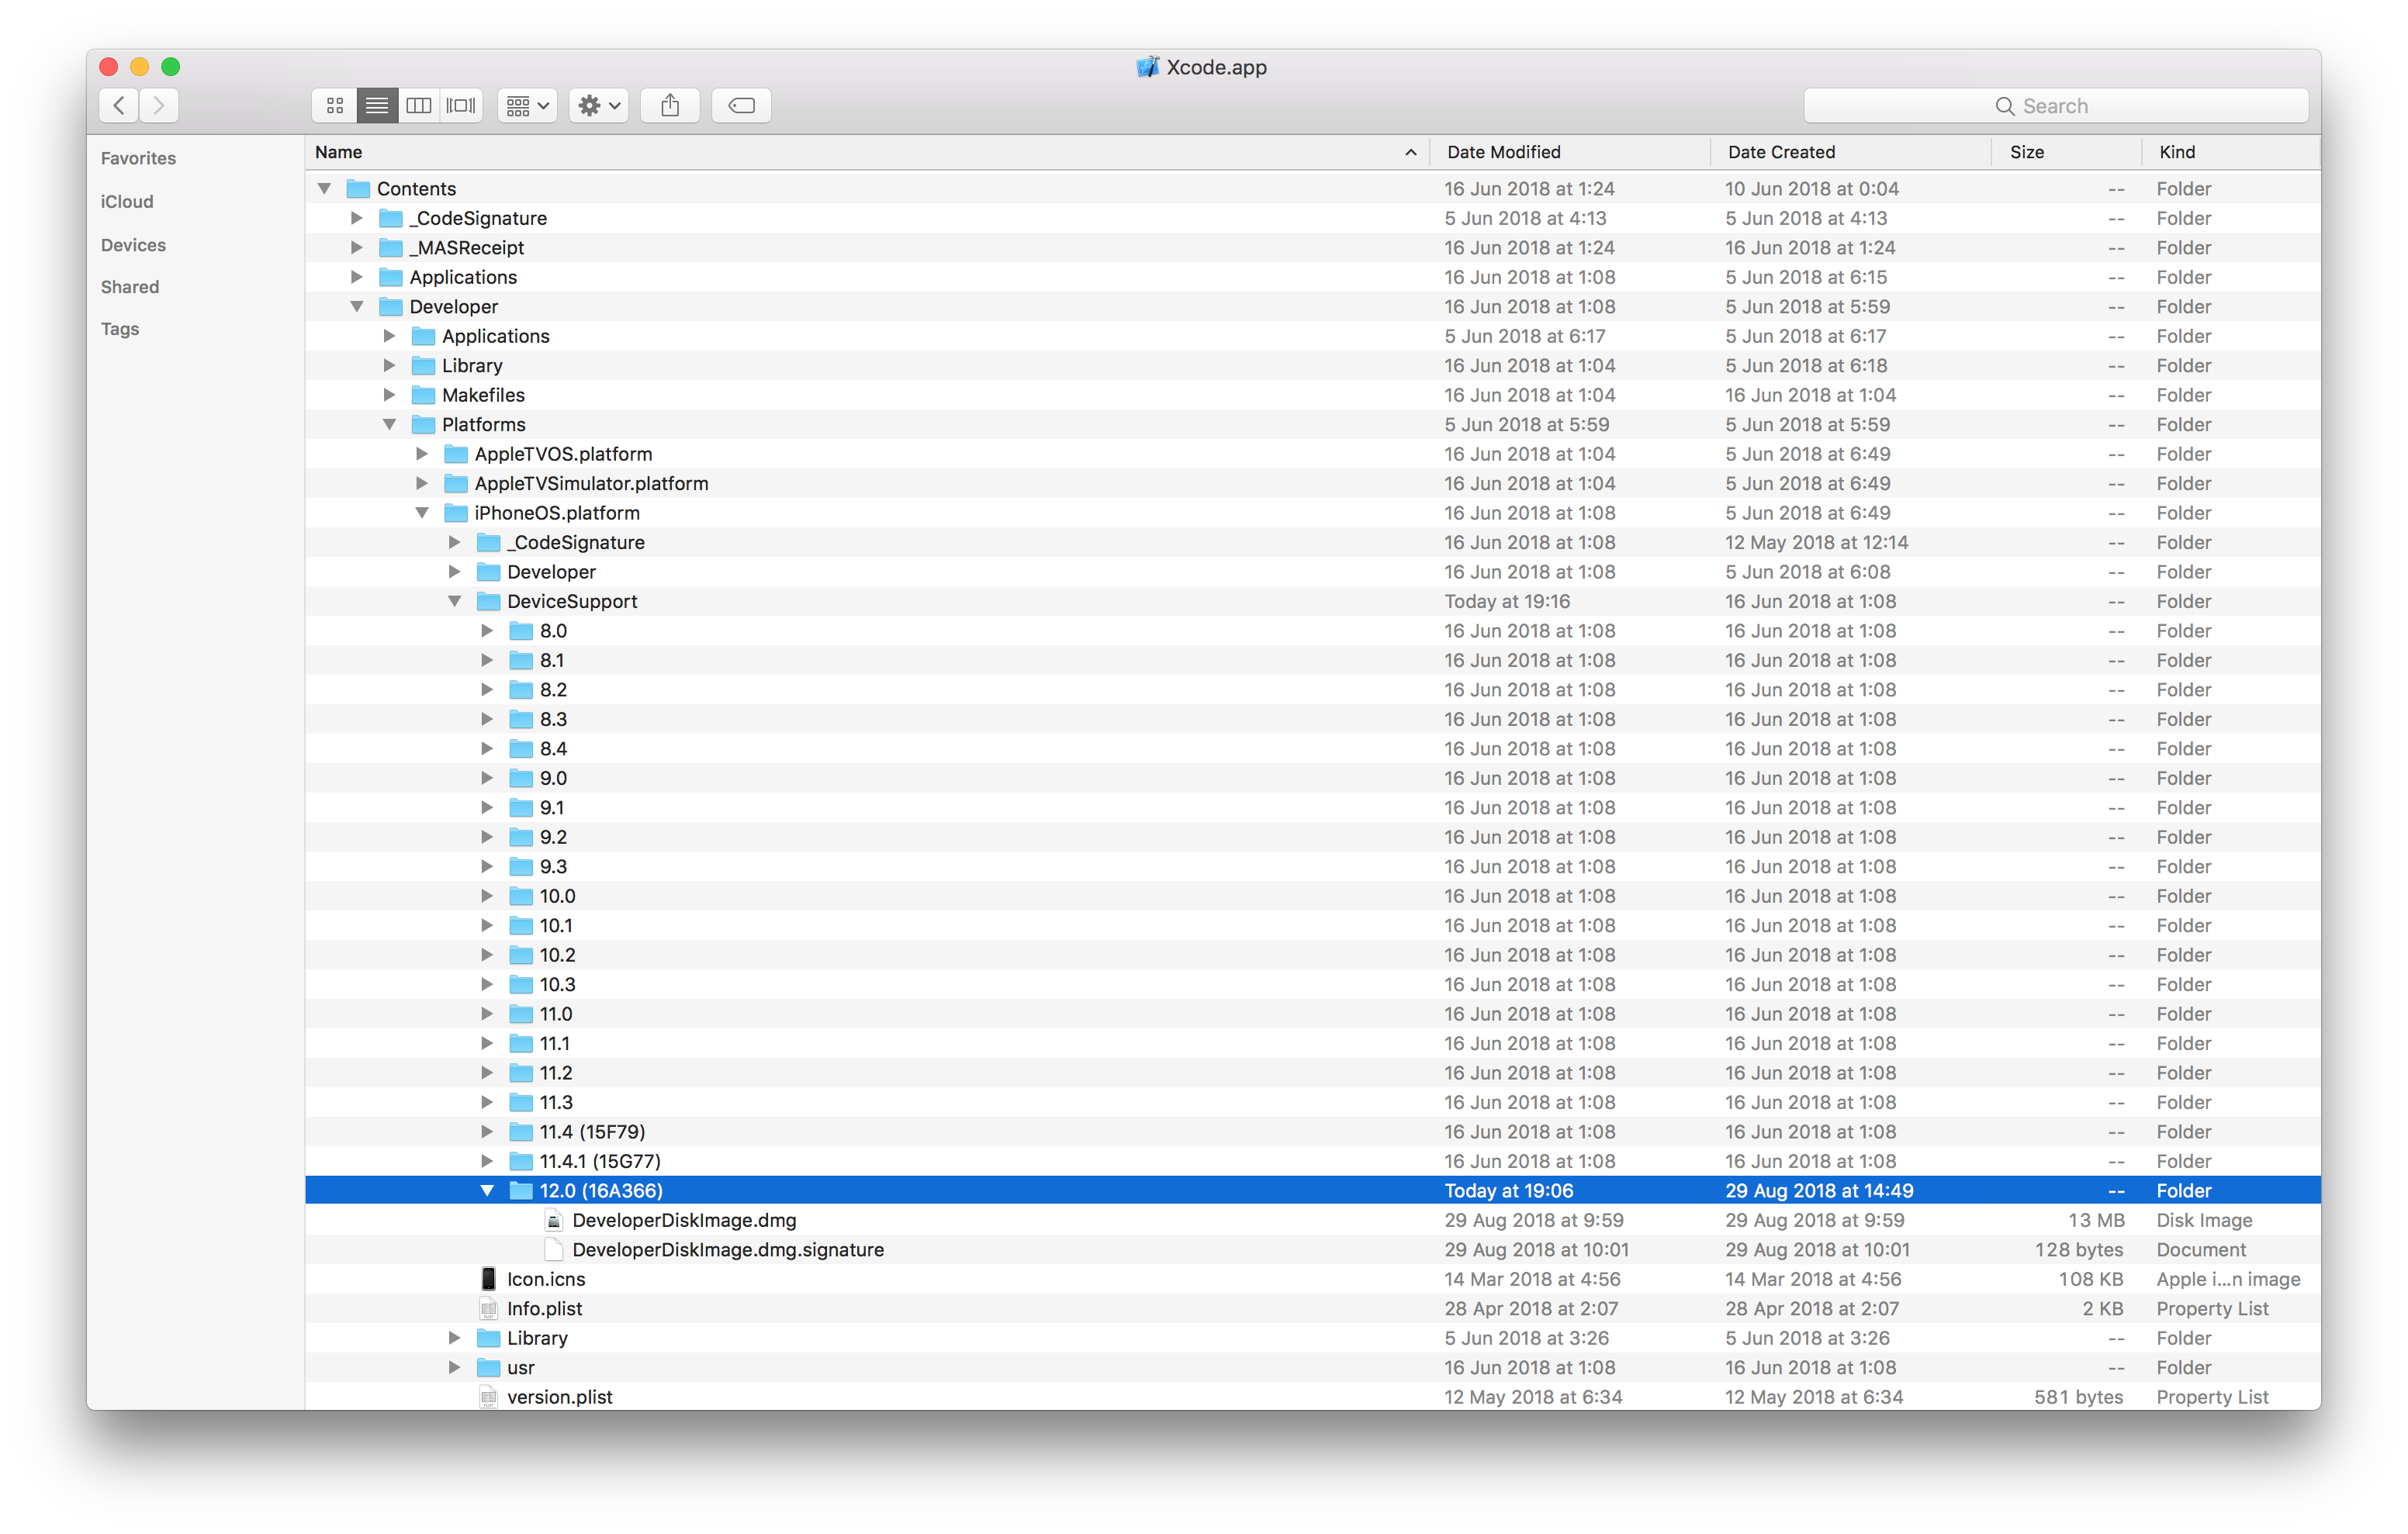 Xcode.app
Search
Favorites
iCloud
Devices
Shared
Tags
Name Date Modified Date Created Size Kind
Contents 16 Jun 2018 at 1:24 10 Jun 2018 at 0:04 -- Folder
_CodeSignature 5 Jun 2018 at 4:13 5 Jun 2018 at 4:13 -- Folder
_MASReceipt 16 Jun 2018 at 1:24 16 Jun 2018 at 1:24 -- Folder
Applications 16 Jun 2018 at 1:08 5 Jun 2018 at 6:15 -- Folder
Developer 16 Jun 2018 at 1:08 5 Jun 2018 at 5:59 -- Folder
Applications 5 Jun 2018 at 6:17 5 Jun 2018 at 6:17 -- Folder
Library 16 Jun 2018 at 1:04 5 Jun 2018 at 6:18 -- Folder
Makefiles 16 Jun 2018 at 1:04 16 Jun 2018 at 1:04 -- Folder
Platforms 5 Jun 2018 at 5:59 5 Jun 2018 at 5:59 -- Folder
AppleTVOS.platform 16 Jun 2018 at 1:04 5 Jun 2018 at 6:49 -- Folder
AppleTVSimulator.platform 16 Jun 2018 at 1:04 5 Jun 2018 at 6:49 -- Folder
iPhoneOS.platform 16 Jun 2018 at 1:08 5 Jun 2018 at 6:49 -- Folder
_CodeSignature 16 Jun 2018 at 1:08 12 May 2018 at 12:14 -- Folder
Developer 16 Jun 2018 at 1:08 5 Jun 2018 at 6:08 -- Folder
DeviceSupport Today at 19:16 16 Jun 2018 at 1:08 -- Folder
8.0 16 Jun 2018 at 1:08 16 Jun 2018 at 1:08 -- Folder
8.1 16 Jun 2018 at 1:08 16 Jun 2018 at 1:08 -- Folder
8.2 16 Jun 2018 at 1:08 16 Jun 2018 at 1:08 -- Folder
8.3 16 Jun 2018 at 1:08 16 Jun 2018 at 1:08 -- Folder
8.4 16 Jun 2018 at 1:08 16 Jun 2018 at 1:08 -- Folder
9.0 16 Jun 2018 at 1:08 16 Jun 2018 at 1:08 -- Folder
9.1 16 Jun 2018 at 1:08 16 Jun 2018 at 1:08 -- Folder
9.2 16 Jun 2018 at 1:08 16 Jun 2018 at 1:08 -- Folder
9.3 16 Jun 2018 at 1:08 16 Jun 2018 at 1:08 -- Folder
10.0 16 Jun 2018 at 1:08 16 Jun 2018 at 1:08 -- Folder
10.1 16 Jun 2018 at 1:08 16 Jun 2018 at 1:08 -- Folder
10.2 16 Jun 2018 at 1:08 16 Jun 2018 at 1:08 -- Folder
10.3 16 Jun 2018 at 1:08 16 Jun 2018 at 1:08 -- Folder
11.0 16 Jun 2018 at 1:08 16 Jun 2018 at 1:08 -- Folder
11.1 16 Jun 2018 at 1:08 16 Jun 2018 at 1:08 -- Folder
11.2 16 Jun 2018 at 1:08 16 Jun 2018 at 1:08 -- Folder
11.3 16 Jun 2018 at 1:08 16 Jun 2018 at 1:08 -- Folder
11.4 (15F79) 16 Jun 2018 at 1:08 16 Jun 2018 at 1:08 -- Folder
11.4.1 (15G77) 16 Jun 2018 at 1:08 16 Jun 2018 at 1:08 -- Folder
12.0 (16A366) Today at 19:06 29 Aug 2018 at 14:49 -- Folder
DeveloperDiskImage.dmg 29 Aug 2018 at 9:59 29 Aug 2018 at 9:59 13 MB Disk Image
DeveloperDiskImage.dmg.signature 29 Aug 2018 at 10:01 29 Aug 2018 at 10:01 128 bytes Document
Icon.icns 14 Mar 2018 at 4:56 14 Mar 2018 at 4:56 108 KB Apple i...n image
Info.plist 28 Apr 2018 at 2:07 28 Apr 2018 at 2:07 2 KB Property List
Library 5 Jun 2018 at 3:26 5 Jun 2018 at 3:26 -- Folder
usr 16 Jun 2018 at 1:08 16 Jun 2018 at 1:08 -- Folder
version.plist 12 May 2018 at 6:34 12 May 2018 at 6:34 581 bytes Property List